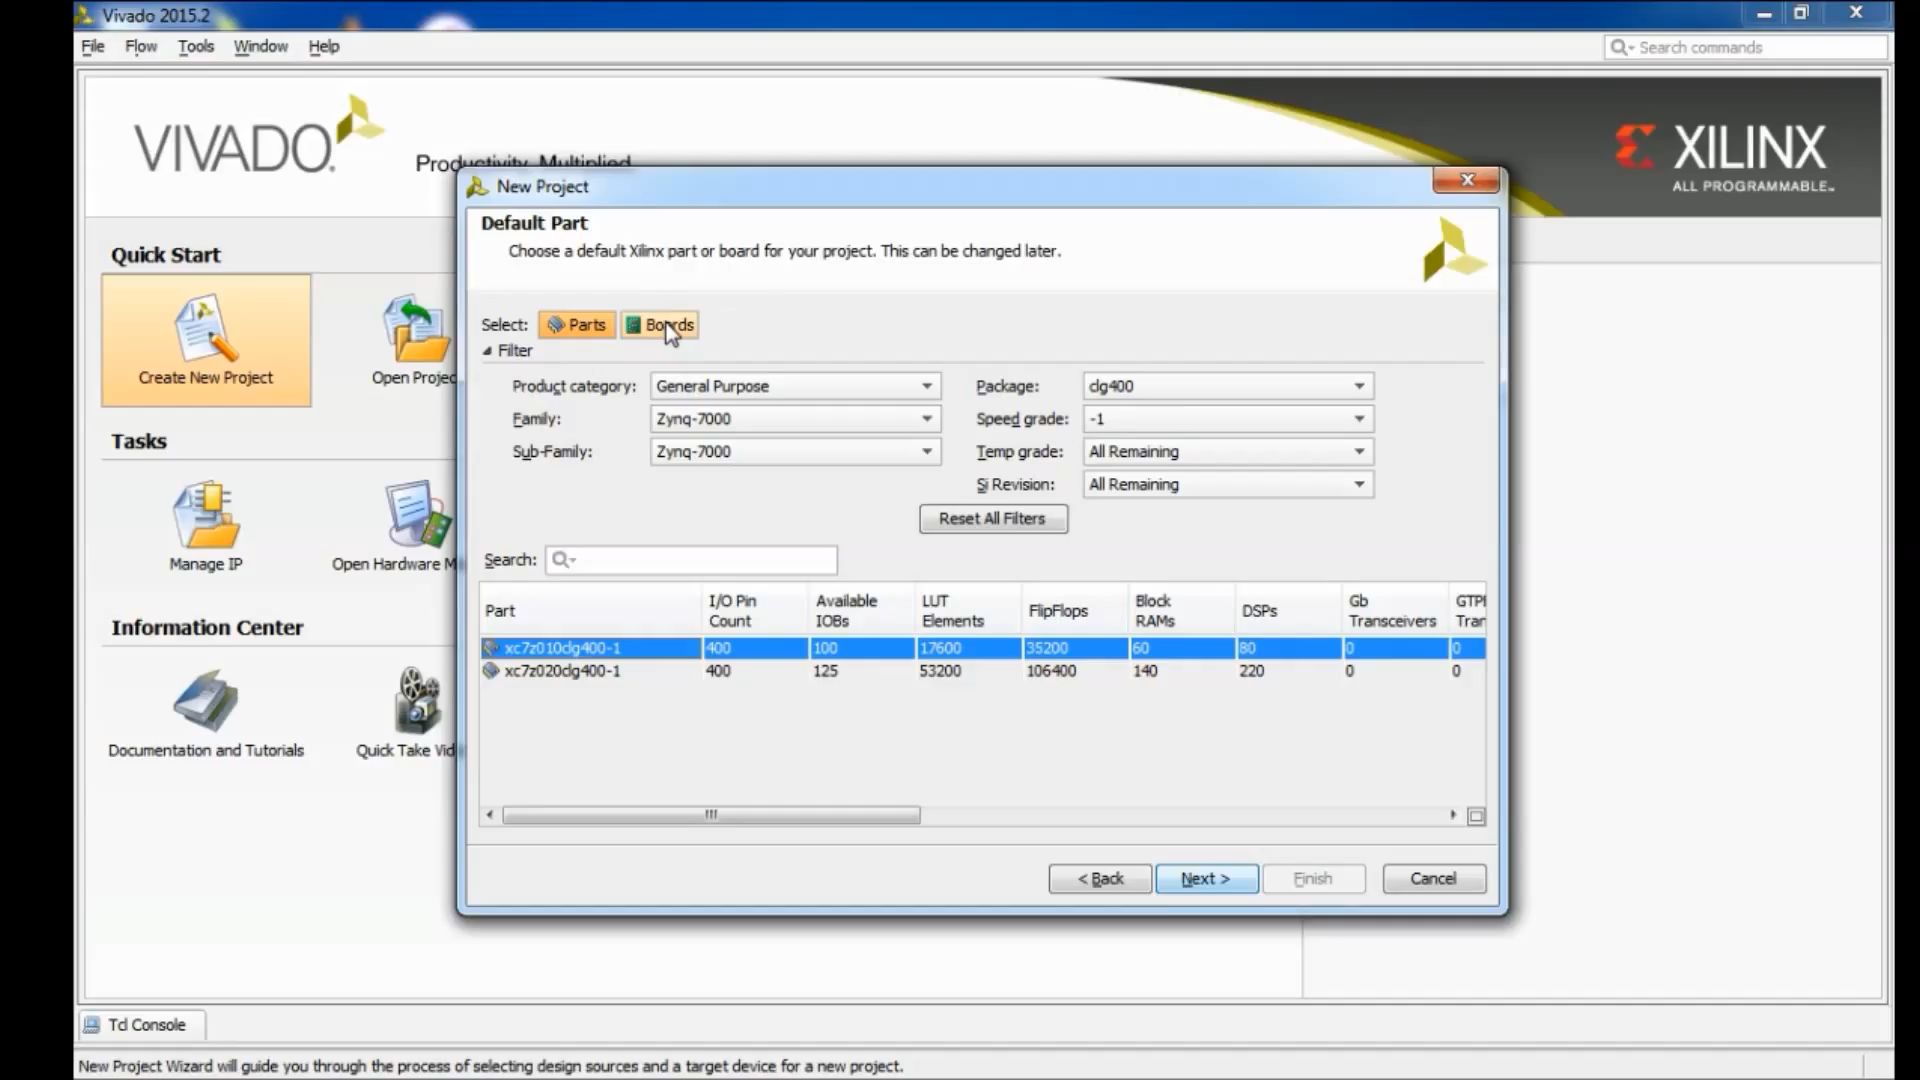 Vivado 2015.2
File Flow Tools Window Help
Search commands
VIVADO.
Productivity. Multiplied
XILINX
ALL PROGRAMMABLE™
New Project
Default Part
Choose a default Xilinx part or board for your project. This can be changed later.
Quick Start
Create New Project
Open Projec
Tasks
Manage IP
Open Hardware M
Information Center
Documentation and Tutorials
Quick Take Vid
Select: Parts Boards
Filter
Product category: General Purpose
Package: clg400
Family: Zynq-7000
Speed grade: -1
Sub-Family: Zynq-7000
Temp grade: All Remaining
Si Revision: All Remaining
Reset All Filters
Search:
Part I/O Pin Count Available IOBs LUT Elements FlipFlops Block RAMs DSPs Gb Transceivers GTP Tran
xc7z010clg400-1 400 100 17600 35200 60 80 0 0
xc7z020clg400-1 400 125 53200 106400 140 220 0 0
< Back Next > Finish Cancel
Tcl Console
New Project Wizard will guide you through the process of selecting design sources and a target device for a new project.